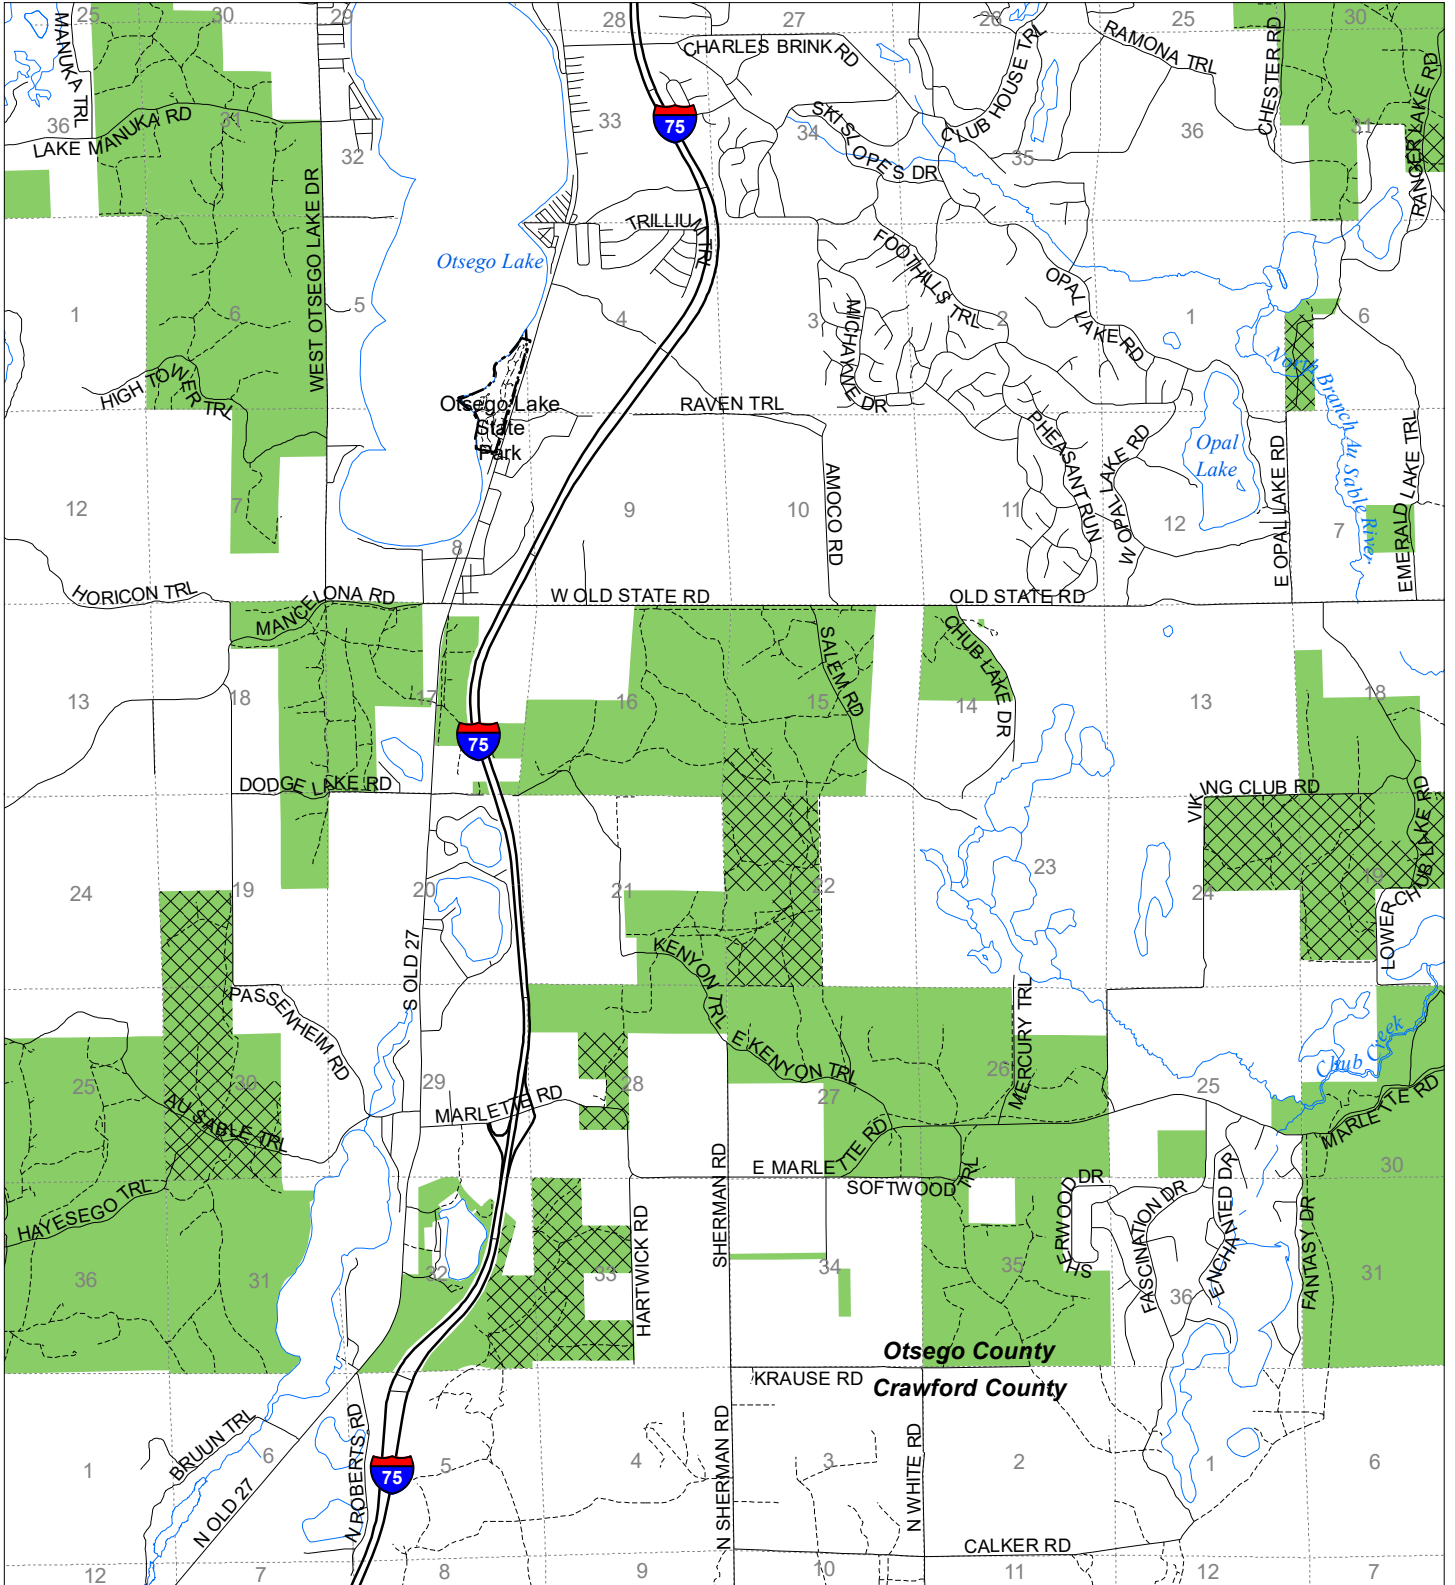 25
30
29
28
27
26
25
30
MANUKA TRL
CHARLES BRINK RD
CLUB HOUSE TRL
RAMONA TRL
CHESTER RD
RANGER LAKE RD
36
LAKE MANUKA RD
31
32
33
75
34
SKI SLOPES DR
35
36
31
WEST OTSEGO LAKE DR
TRILLIUM TRL
Otsego Lake
FOOTHILLS TRL
OPAL LAKE RD
1
6
5
4
3
MICHAYWE DR
2
1
6
North Branch Au Sable River
HIGH TOWER TRL
Otsego Lake
State
Park
RAVEN TRL
PHEASANT RUN
W OPAL LAKE RD
Opal
Lake
E OPAL LAKE RD
EMERALD LAKE TRL
12
7
8
9
10
AMOCO RD
11
12
7
HORICON TRL
MANCELONA RD
W OLD STATE RD
OLD STATE RD
SALEM RD
CHUB LAKE DR
13
18
17
16
15
14
13
18
75
DODGE LAKE RD
VIKING CLUB RD
LOWER CHUB LAKE RD
24
19
20
21
22
23
24
19
S OLD 27
KENYON TRL
PASSENHEIM RD
E KENYON TRL
MERCURY TRL
Chub Creek
25
30
29
28
27
26
25
MARLETTE RD
MARLETTE RD
AU SABLE TRL
E MARLETTE RD
30
SHERMAN RD
SOFTWOOD TRL
HAYESEGO TRL
HARTWICK RD
SHERWOOD DR
FASCINATION DR
ENCHANTED DR
FANTASY DR
36
31
32
33
34
35
36
31
Otsego County
Crawford County
KRAUSE RD
BRUUN TRL
N OLD 27
N ROBERTS RD
75
N SHERMAN RD
N WHITE RD
1
6
5
4
3
2
1
6
CALKER RD
12
7
8
9
10
11
12
7